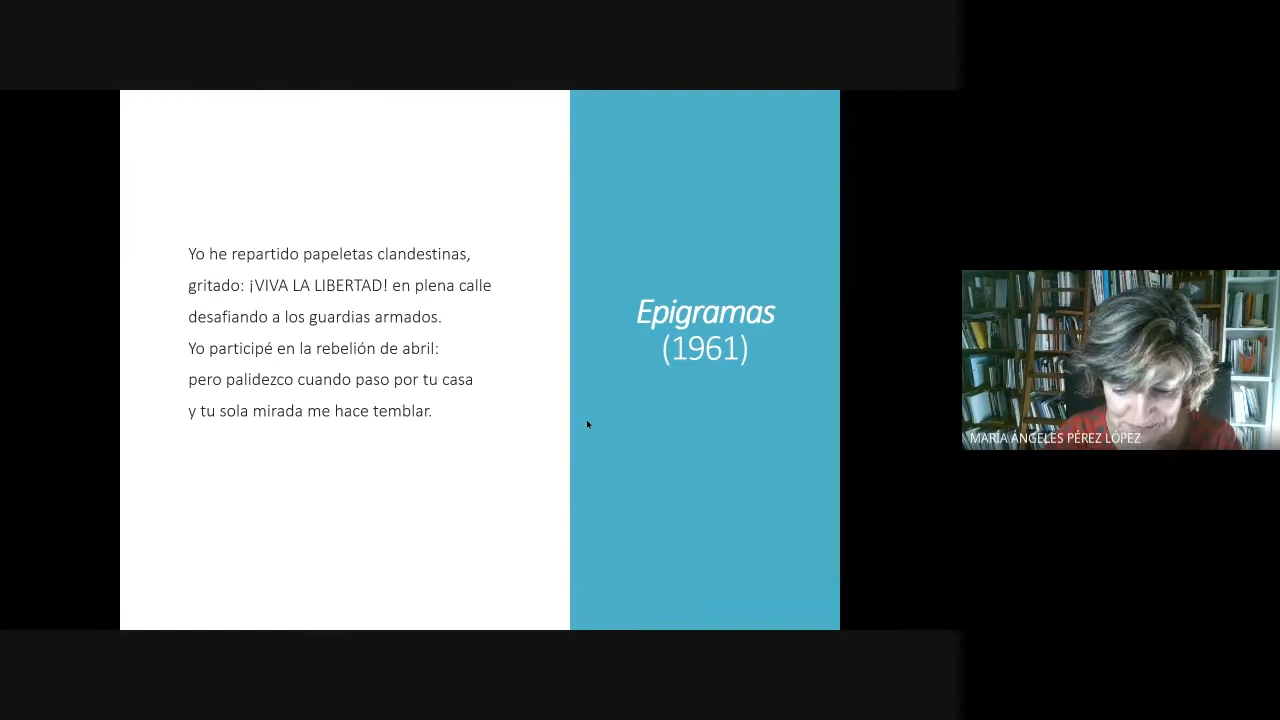 Yo he repartido papeletas clandestinas,
gritado: ¡VIVA LA LIBERTAD! en plena calle
desafiando a los guardias armados.
Yo participé en la rebelión de abril:
pero palidezco cuando paso por tu casa
y tu sola mirada me hace temblar.
Epigramas
(1961)
MARÍA ÁNGELES PÉREZ LÓPEZ